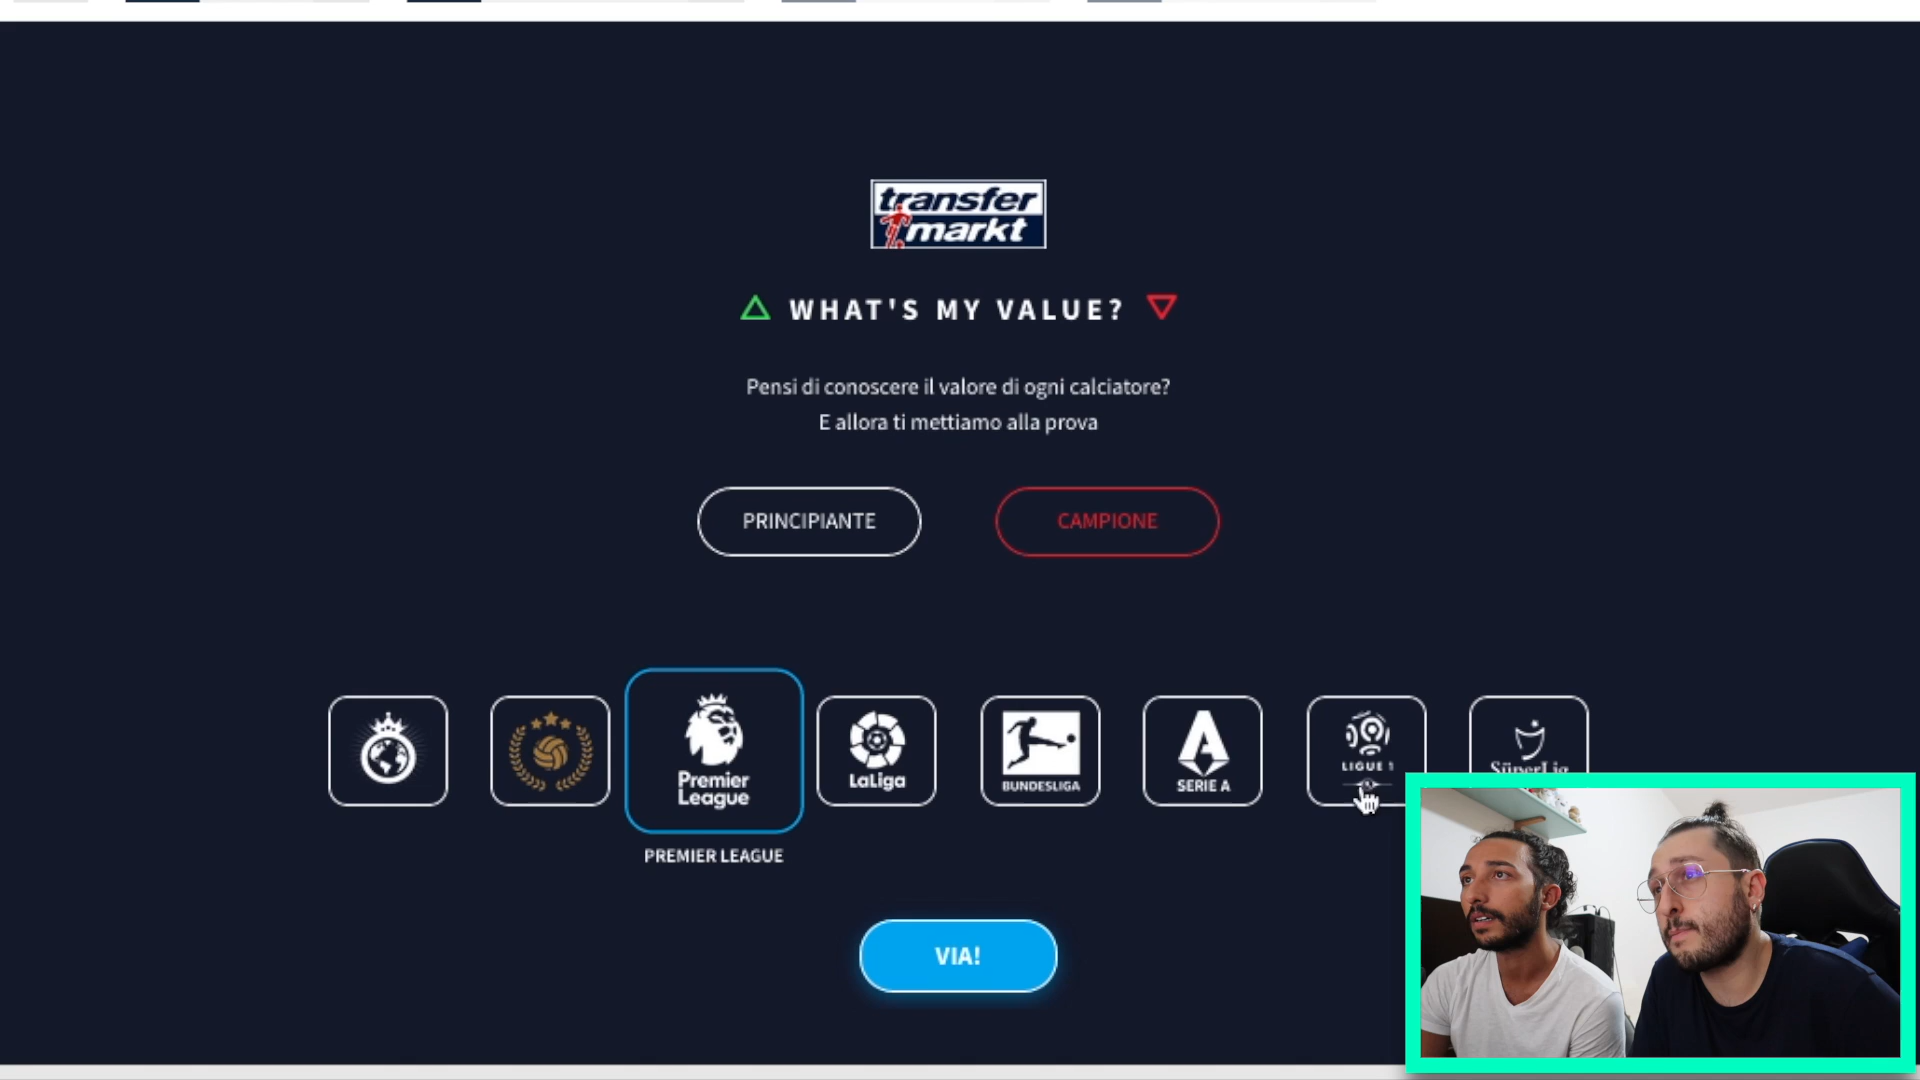 transfer
markt
WHAT'S MY VALUE?
Pensi di conoscere il valore di ogni calciatore?
E allora ti mettiamo alla prova
PRINCIPIANTE
CAMPIONE
Premier
League
LaLiga
BUNDESLIGA
SERIE A
LIGUE 1
SüperLig
PREMIER LEAGUE
VIA!